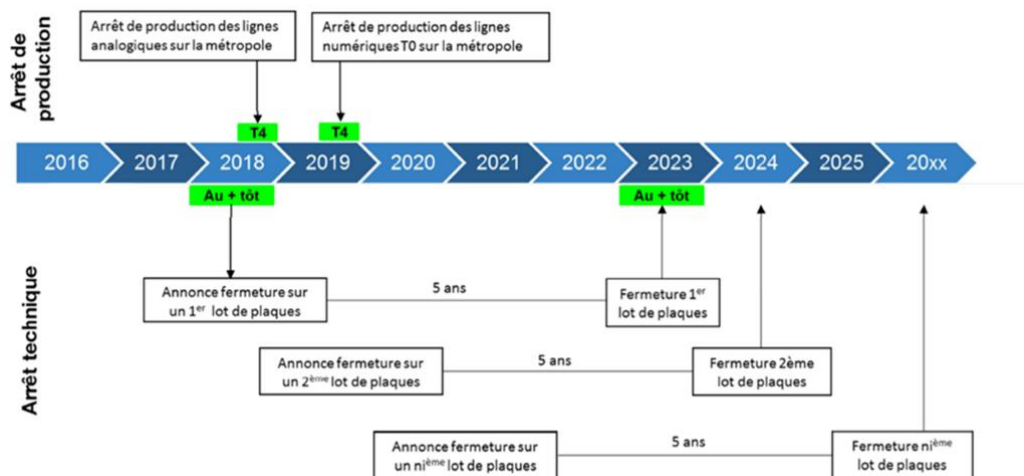 Arrêt de
production
Arrêt de production des lignes
analogiques sur la métropole
Arrêt de production des lignes
numériques T0 sur la métropole
T4
T4
2016
2017
2018
2019
2020
2021
2022
2023
2024
2025
20xx
Au + tôt
Au + tôt
Arrêt technique
Annonce fermeture sur
un 1er lot de plaques
5 ans
Fermeture 1er
lot de plaques
Annonce fermeture sur
un 2ème lot de plaques
5 ans
Fermeture 2ème
lot de plaques
Annonce fermeture sur
un nième lot de plaques
5 ans
Fermeture nième
lot de plaques